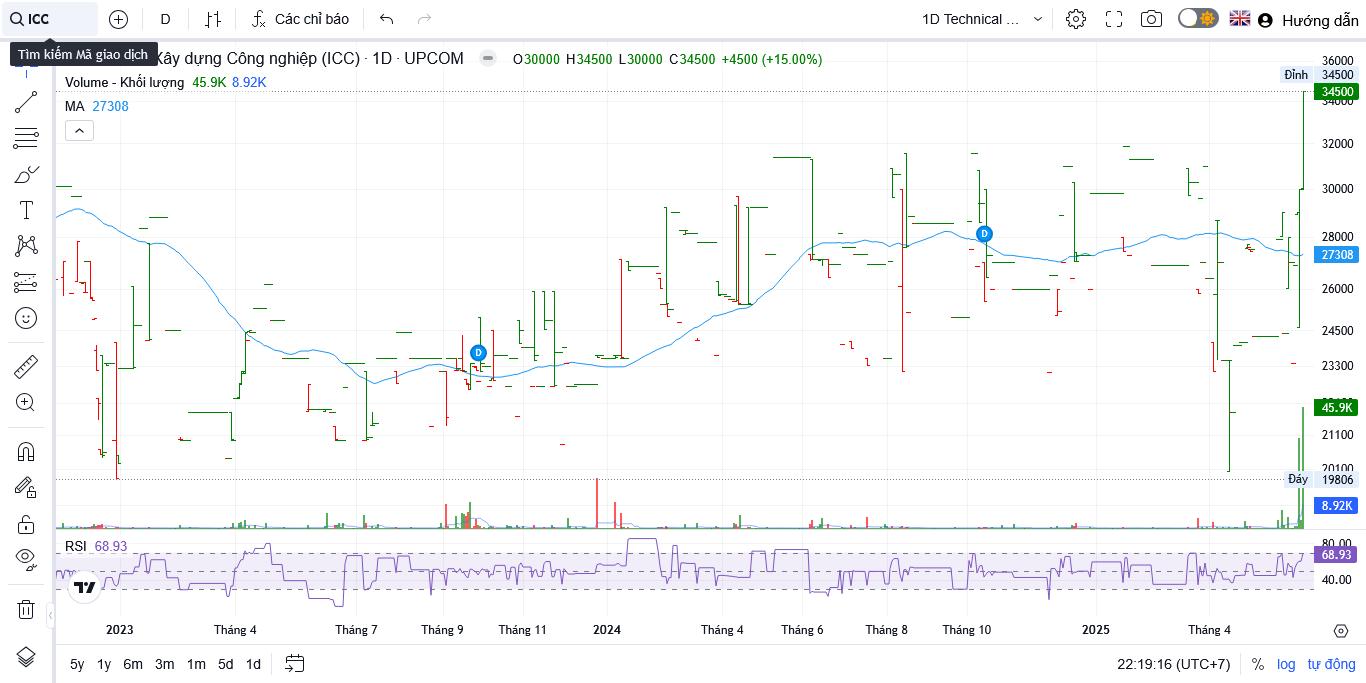 ICC
D
Các chỉ báo
1D Technical ...
Hướng dẫn
Tìm kiếm Mã giao dịch
Xây dựng Công nghiệp (ICC) · 1D · UPCOM
O30000 H34500 L30000 C34500 +4500 (+15.00%)
Volume - Khối lượng 45.9K 8.92K
MA 27308
36000
Đỉnh 34500
34500
34000
32000
30000
28000
27308
26000
24500
23300
45.9K
21100
20100
Đáy 19806
8.92K
D
D
RSI 68.93
80.00
68.93
40.00
2023 Tháng 4 Tháng 7 Tháng 9 Tháng 11 2024 Tháng 4 Tháng 6 Tháng 8 Tháng 10 2025 Tháng 4
5y 1y 6m 3m 1m 5d 1d
22:19:16 (UTC+7) % log tự động